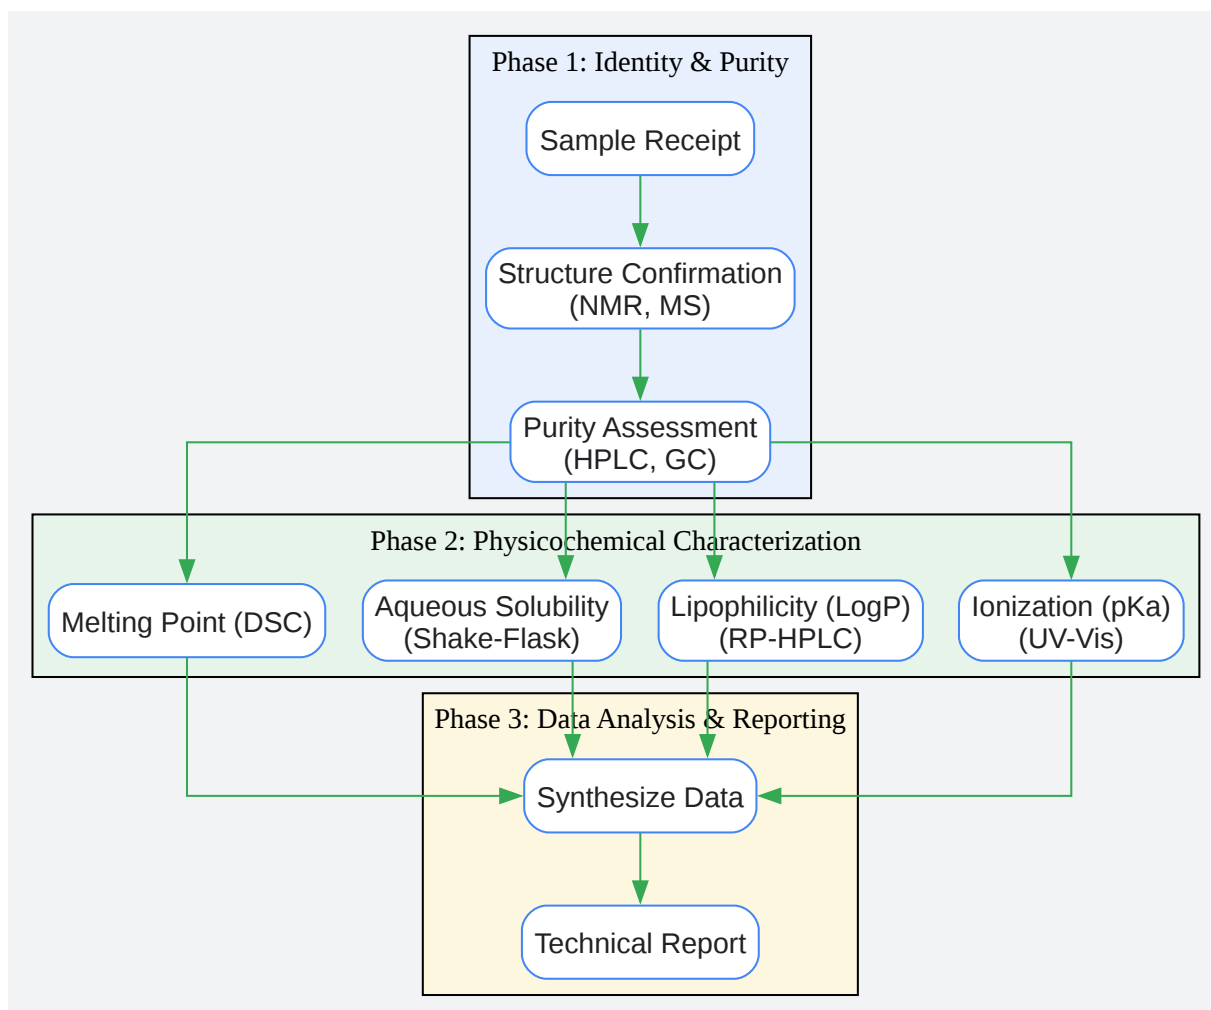 Phase 1: Identity & Purity
Sample Receipt
Structure Confirmation
(NMR, MS)
Purity Assessment
(HPLC, GC)
Phase 2: Physicochemical Characterization
Melting Point (DSC)
Aqueous Solubility
(Shake-Flask)
Lipophilicity (LogP)
(RP-HPLC)
Ionization (pKa)
(UV-Vis)
Phase 3: Data Analysis & Reporting
Synthesize Data
Technical Report